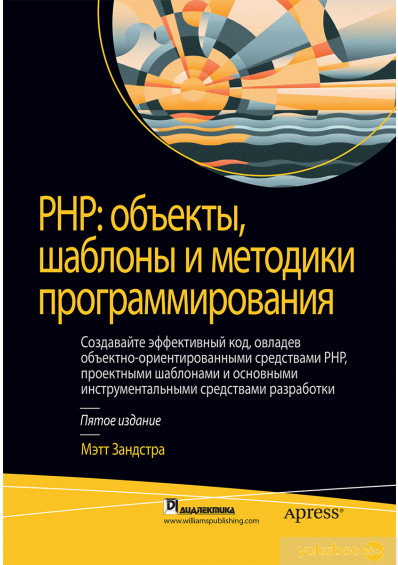 PHP: объекты,
шаблоны и методики
программирования
Создавайте эффективный код, овладев
объектно-ориентированными средствами PHP,
проектными шаблонами и основными
инструментальными средствами разработки
Пятое издание
Мэтт Зандстра
ДИАЛЕКТИКА
www.williamspublishing.com
Apress®